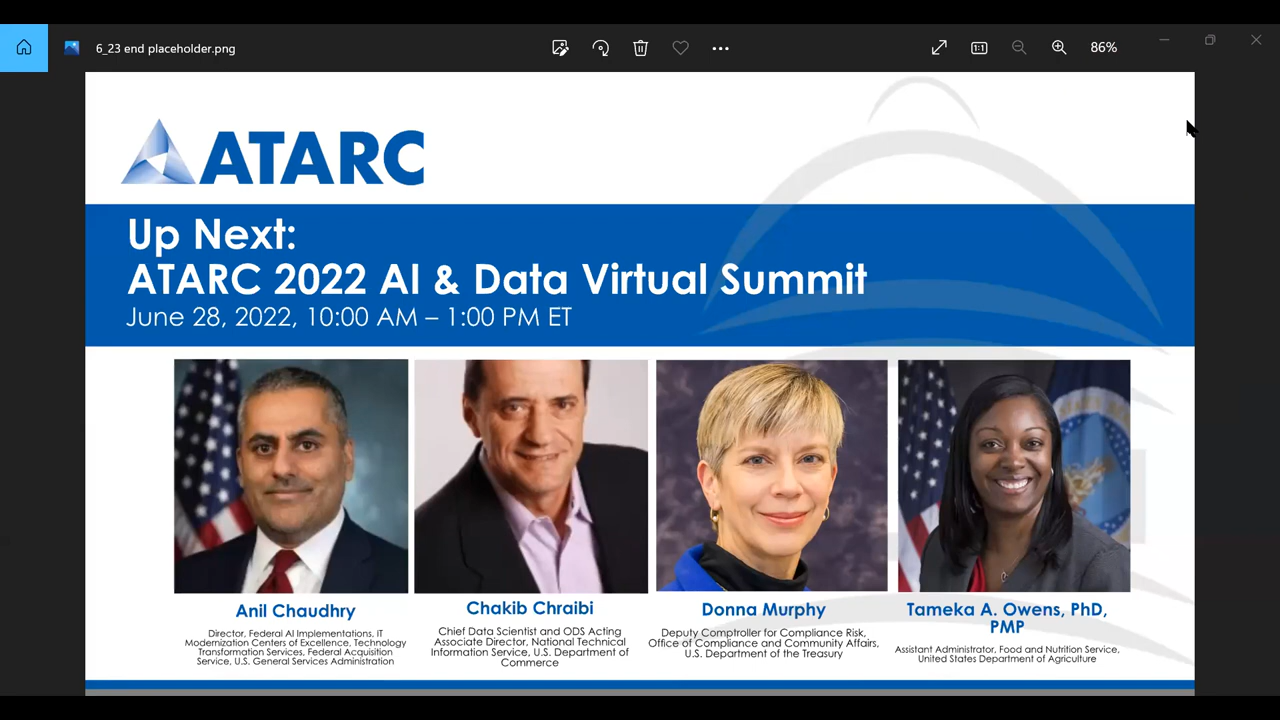 6_23 end placeholder.png
86%
ATARC
Up Next:
ATARC 2022 AI & Data Virtual Summit
June 28, 2022, 10:00 AM – 1:00 PM ET
Anil Chaudhry
Director, Federal AI Implementations, IT
Modernization Centers of Excellence, Technology
Transformation Services, Federal Acquisition
Service, U.S. General Services Administration
Chakib Chraibi
Chief Data Scientist and ODS Acting
Associate Director, National Technical
Information Service, U.S. Department of
Commerce
Donna Murphy
Deputy Comptroller for Compliance Risk,
Office of Compliance and Community Affairs,
U.S. Department of the Treasury
Tameka A. Owens, PhD,
PMP
Assistant Administrator, Food and Nutrition Service,
United States Department of Agriculture